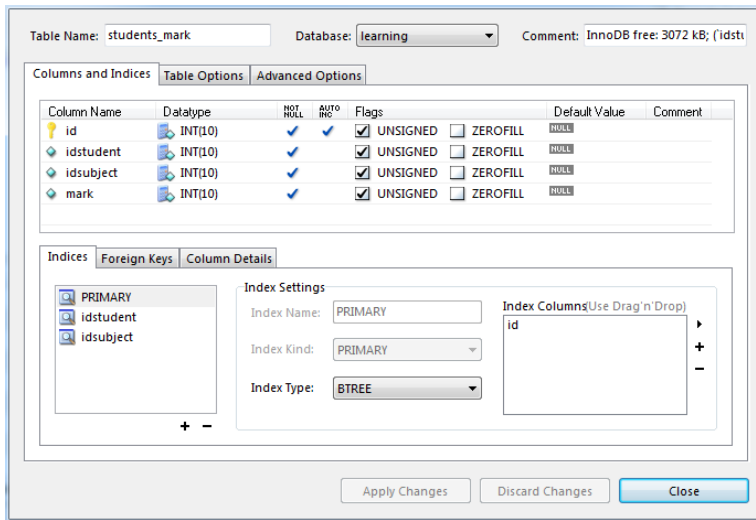 Table Name: students_mark Database: learning Comment: InnoDB free: 3072 kB; (`idstu
Columns and Indices Table Options Advanced Options
Column Name Datatype NOT NULL AUTO INC Flags Default Value Comment
id INT(10) UNSIGNED ZEROFILL NULL
idstudent INT(10) UNSIGNED ZEROFILL NULL
idsubject INT(10) UNSIGNED ZEROFILL NULL
mark INT(10) UNSIGNED ZEROFILL NULL
Indices Foreign Keys Column Details
PRIMARY
idstudent
idsubject
Index Settings
Index Name: PRIMARY
Index Kind: PRIMARY
Index Type: BTREE
Index Columns(Use Drag'n'Drop)
id
Apply Changes Discard Changes Close